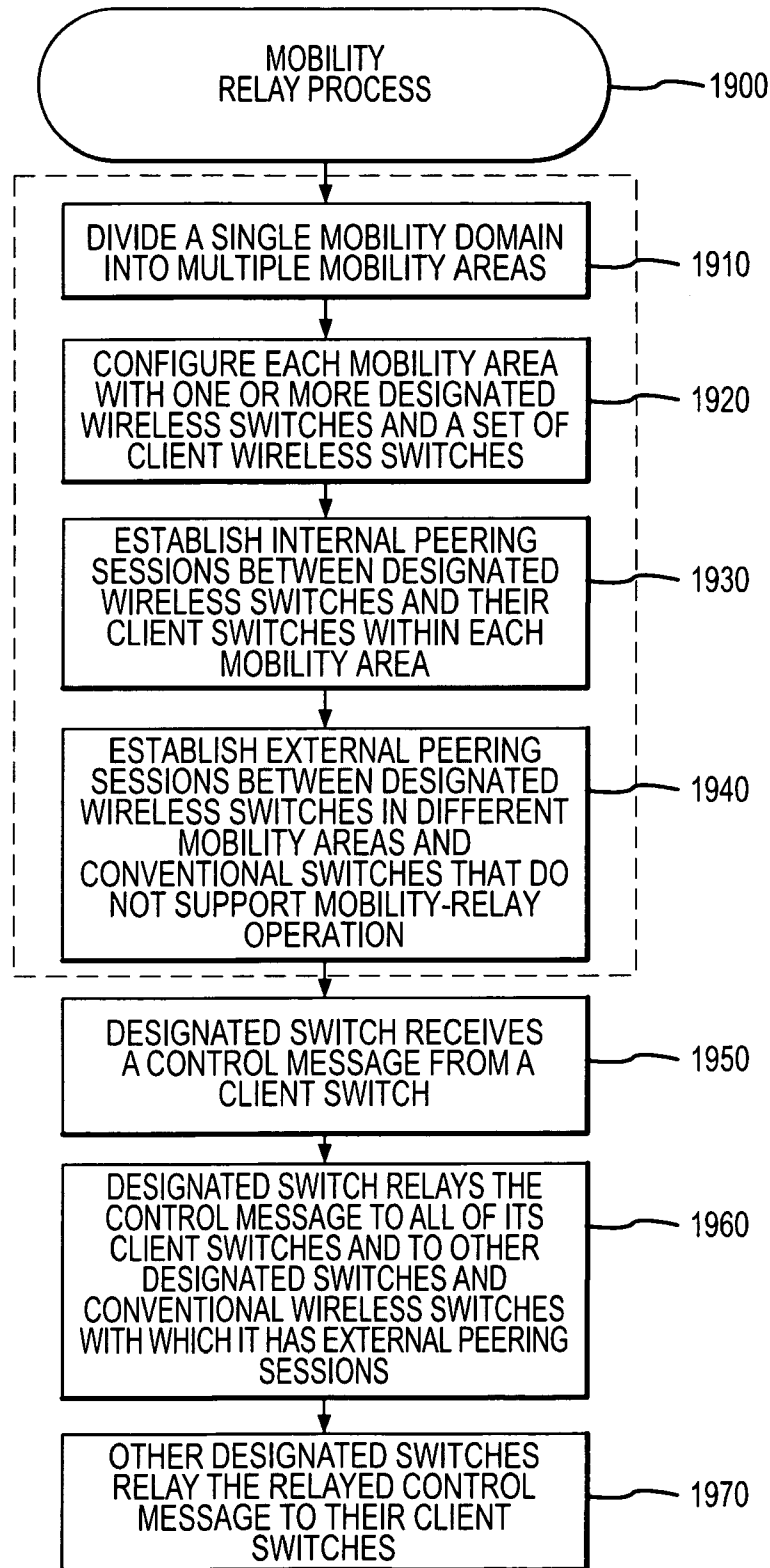 MOBILITY
RELAY PROCESS
1900
DIVIDE A SINGLE MOBILITY DOMAIN
INTO MULTIPLE MOBILITY AREAS
1910
CONFIGURE EACH MOBILITY AREA
WITH ONE OR MORE DESIGNATED
WIRELESS SWITCHES AND A SET OF
CLIENT WIRELESS SWITCHES
1920
ESTABLISH INTERNAL PEERING
SESSIONS BETWEEN DESIGNATED
WIRELESS SWITCHES AND THEIR
CLIENT SWITCHES WITHIN EACH
MOBILITY AREA
1930
ESTABLISH EXTERNAL PEERING
SESSIONS BETWEEN DESIGNATED
WIRELESS SWITCHES IN DIFFERENT
MOBILITY AREAS AND
CONVENTIONAL SWITCHES THAT DO
NOT SUPPORT MOBILITY-RELAY
OPERATION
1940
DESIGNATED SWITCH RECEIVES
A CONTROL MESSAGE FROM A
CLIENT SWITCH
1950
DESIGNATED SWITCH RELAYS THE
CONTROL MESSAGE TO ALL OF ITS
CLIENT SWITCHES AND TO OTHER
DESIGNATED SWITCHES AND
CONVENTIONAL WIRELESS SWITCHES
WITH WHICH IT HAS EXTERNAL PEERING
SESSIONS
1960
OTHER DESIGNATED SWITCHES
RELAY THE RELAYED CONTROL
MESSAGE TO THEIR CLIENT
SWITCHES
1970